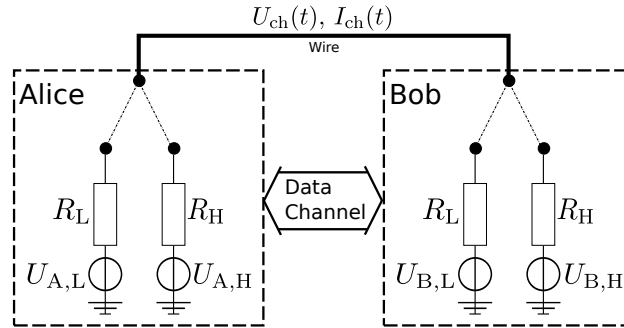 U_ch(t), I_ch(t)
Wire
Alice
Bob
Data
Channel
R_L
R_H
R_L
R_H
U_A,L
U_A,H
U_B,L
U_B,H